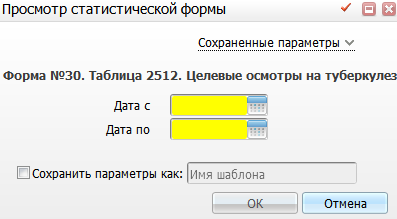 Просмотр статистической формы
Сохраненные параметры
Форма №30. Таблица 2512. Целевые осмотры на туберкулез
Дата с
Дата по
Сохранить параметры как: Имя шаблона
OK Отмена